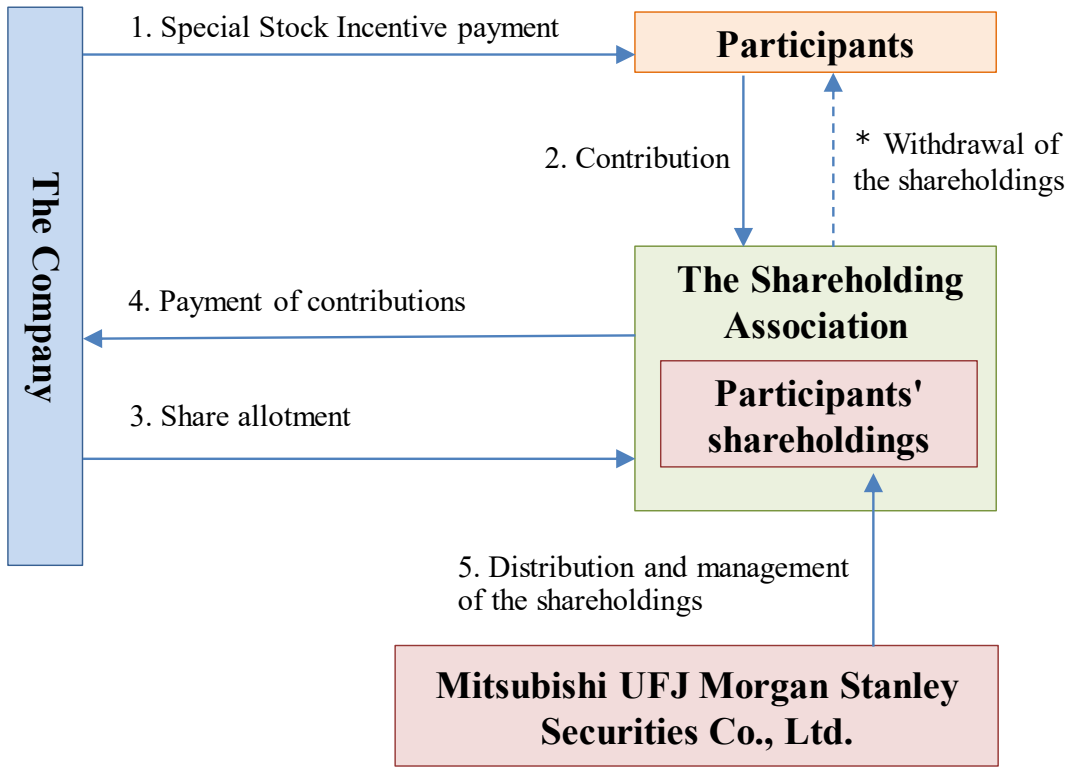 1. Special Stock Incentive payment
Participants
2. Contribution
* Withdrawal of
the shareholdings
The Company
The Shareholding
Association
4. Payment of contributions
Participants'
shareholdings
3. Share allotment
5. Distribution and management
of the shareholdings
Mitsubishi UFJ Morgan Stanley
Securities Co., Ltd.